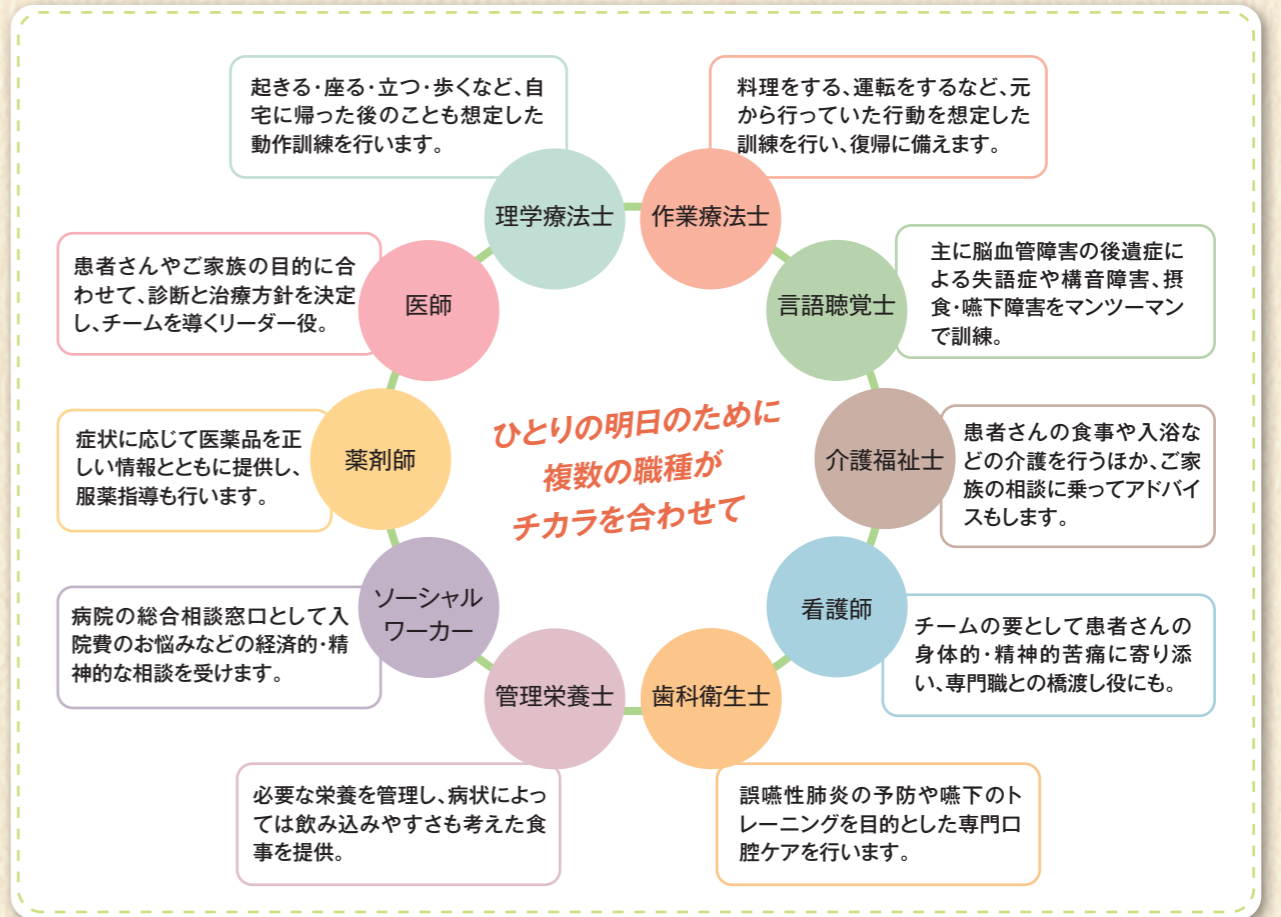 起きる・座る・立つ・歩くなど、自
宅に帰った後のことも想定した
動作訓練を行います。
理学療法士
料理をする、運転をするなど、元
から行っていた行動を想定した
訓練を行い、復帰に備えます。
作業療法士
主に脳血管障害の後遺症に
よる失語症や構音障害、摂
食・嚥下障害をマンツーマン
で訓練。
言語聴覚士
患者さんの食事や入浴な
どの介護を行うほか、ご家
族の相談に乗ってアドバイ
スもします。
介護福祉士
チームの要として患者さんの
身体的・精神的苦痛に寄り添
い、専門職との橋渡し役にも。
看護師
誤嚥性肺炎の予防や嚥下のト
レーニングを目的とした専門口
腔ケアを行います。
歯科衛生士
必要な栄養を管理し、病状によっ
ては飲み込みやすさも考えた食
事を提供。
管理栄養士
病院の総合相談窓口として入
院費のお悩みなどの経済的・精
神的な相談を受けます。
ソーシャル
ワーカー
症状に応じて医薬品を正
しい情報とともに提供し、
服薬指導も行います。
薬剤師
患者さんやご家族の目的に合
わせて、診断と治療方針を決定
し、チームを導くリーダー役。
医師
ひとりの明日のために
複数の職種が
チカラを合わせて